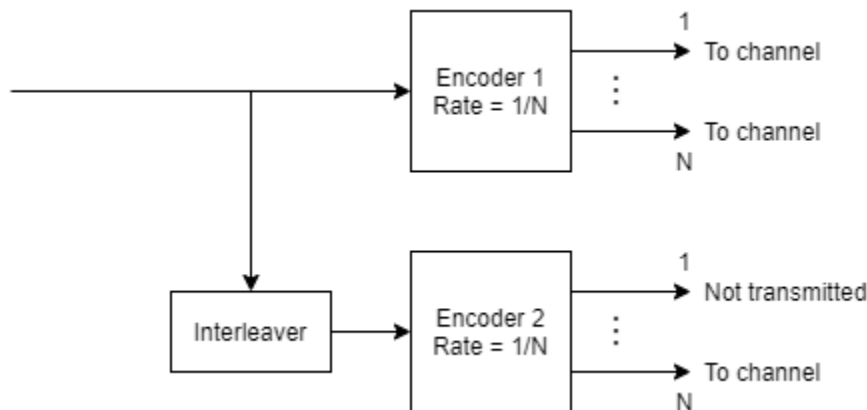 1
Encoder 1
Rate = 1/N
To channel
⋮
To channel
N
Interleaver
Encoder 2
Rate = 1/N
1
Not transmitted
⋮
To channel
N